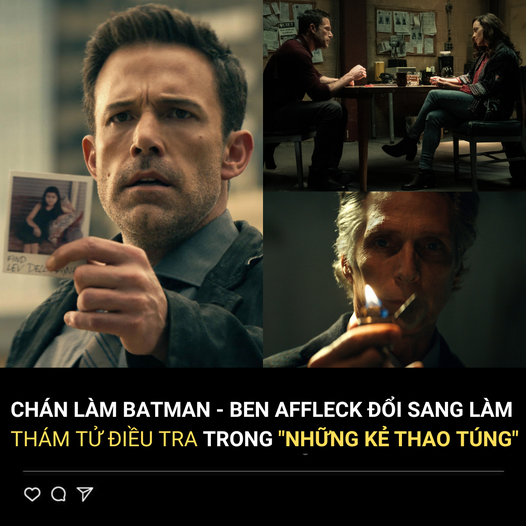 FIND
LEV DELLRAYNE
CHÁN LÀM BATMAN - BEN AFFLECK ĐỔI SANG LÀM
THÁM TỬ ĐIỀU TRA TRONG "NHỮNG KẺ THAO TÚNG"